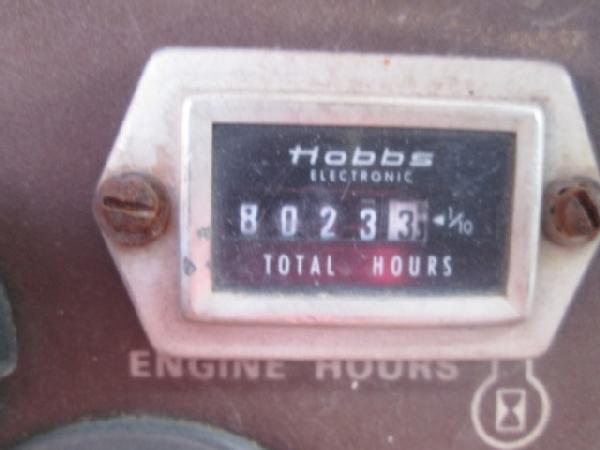 Hobbs
ELECTRONIC
80233 ◄1/10
TOTAL HOURS
ENGINE HOURS